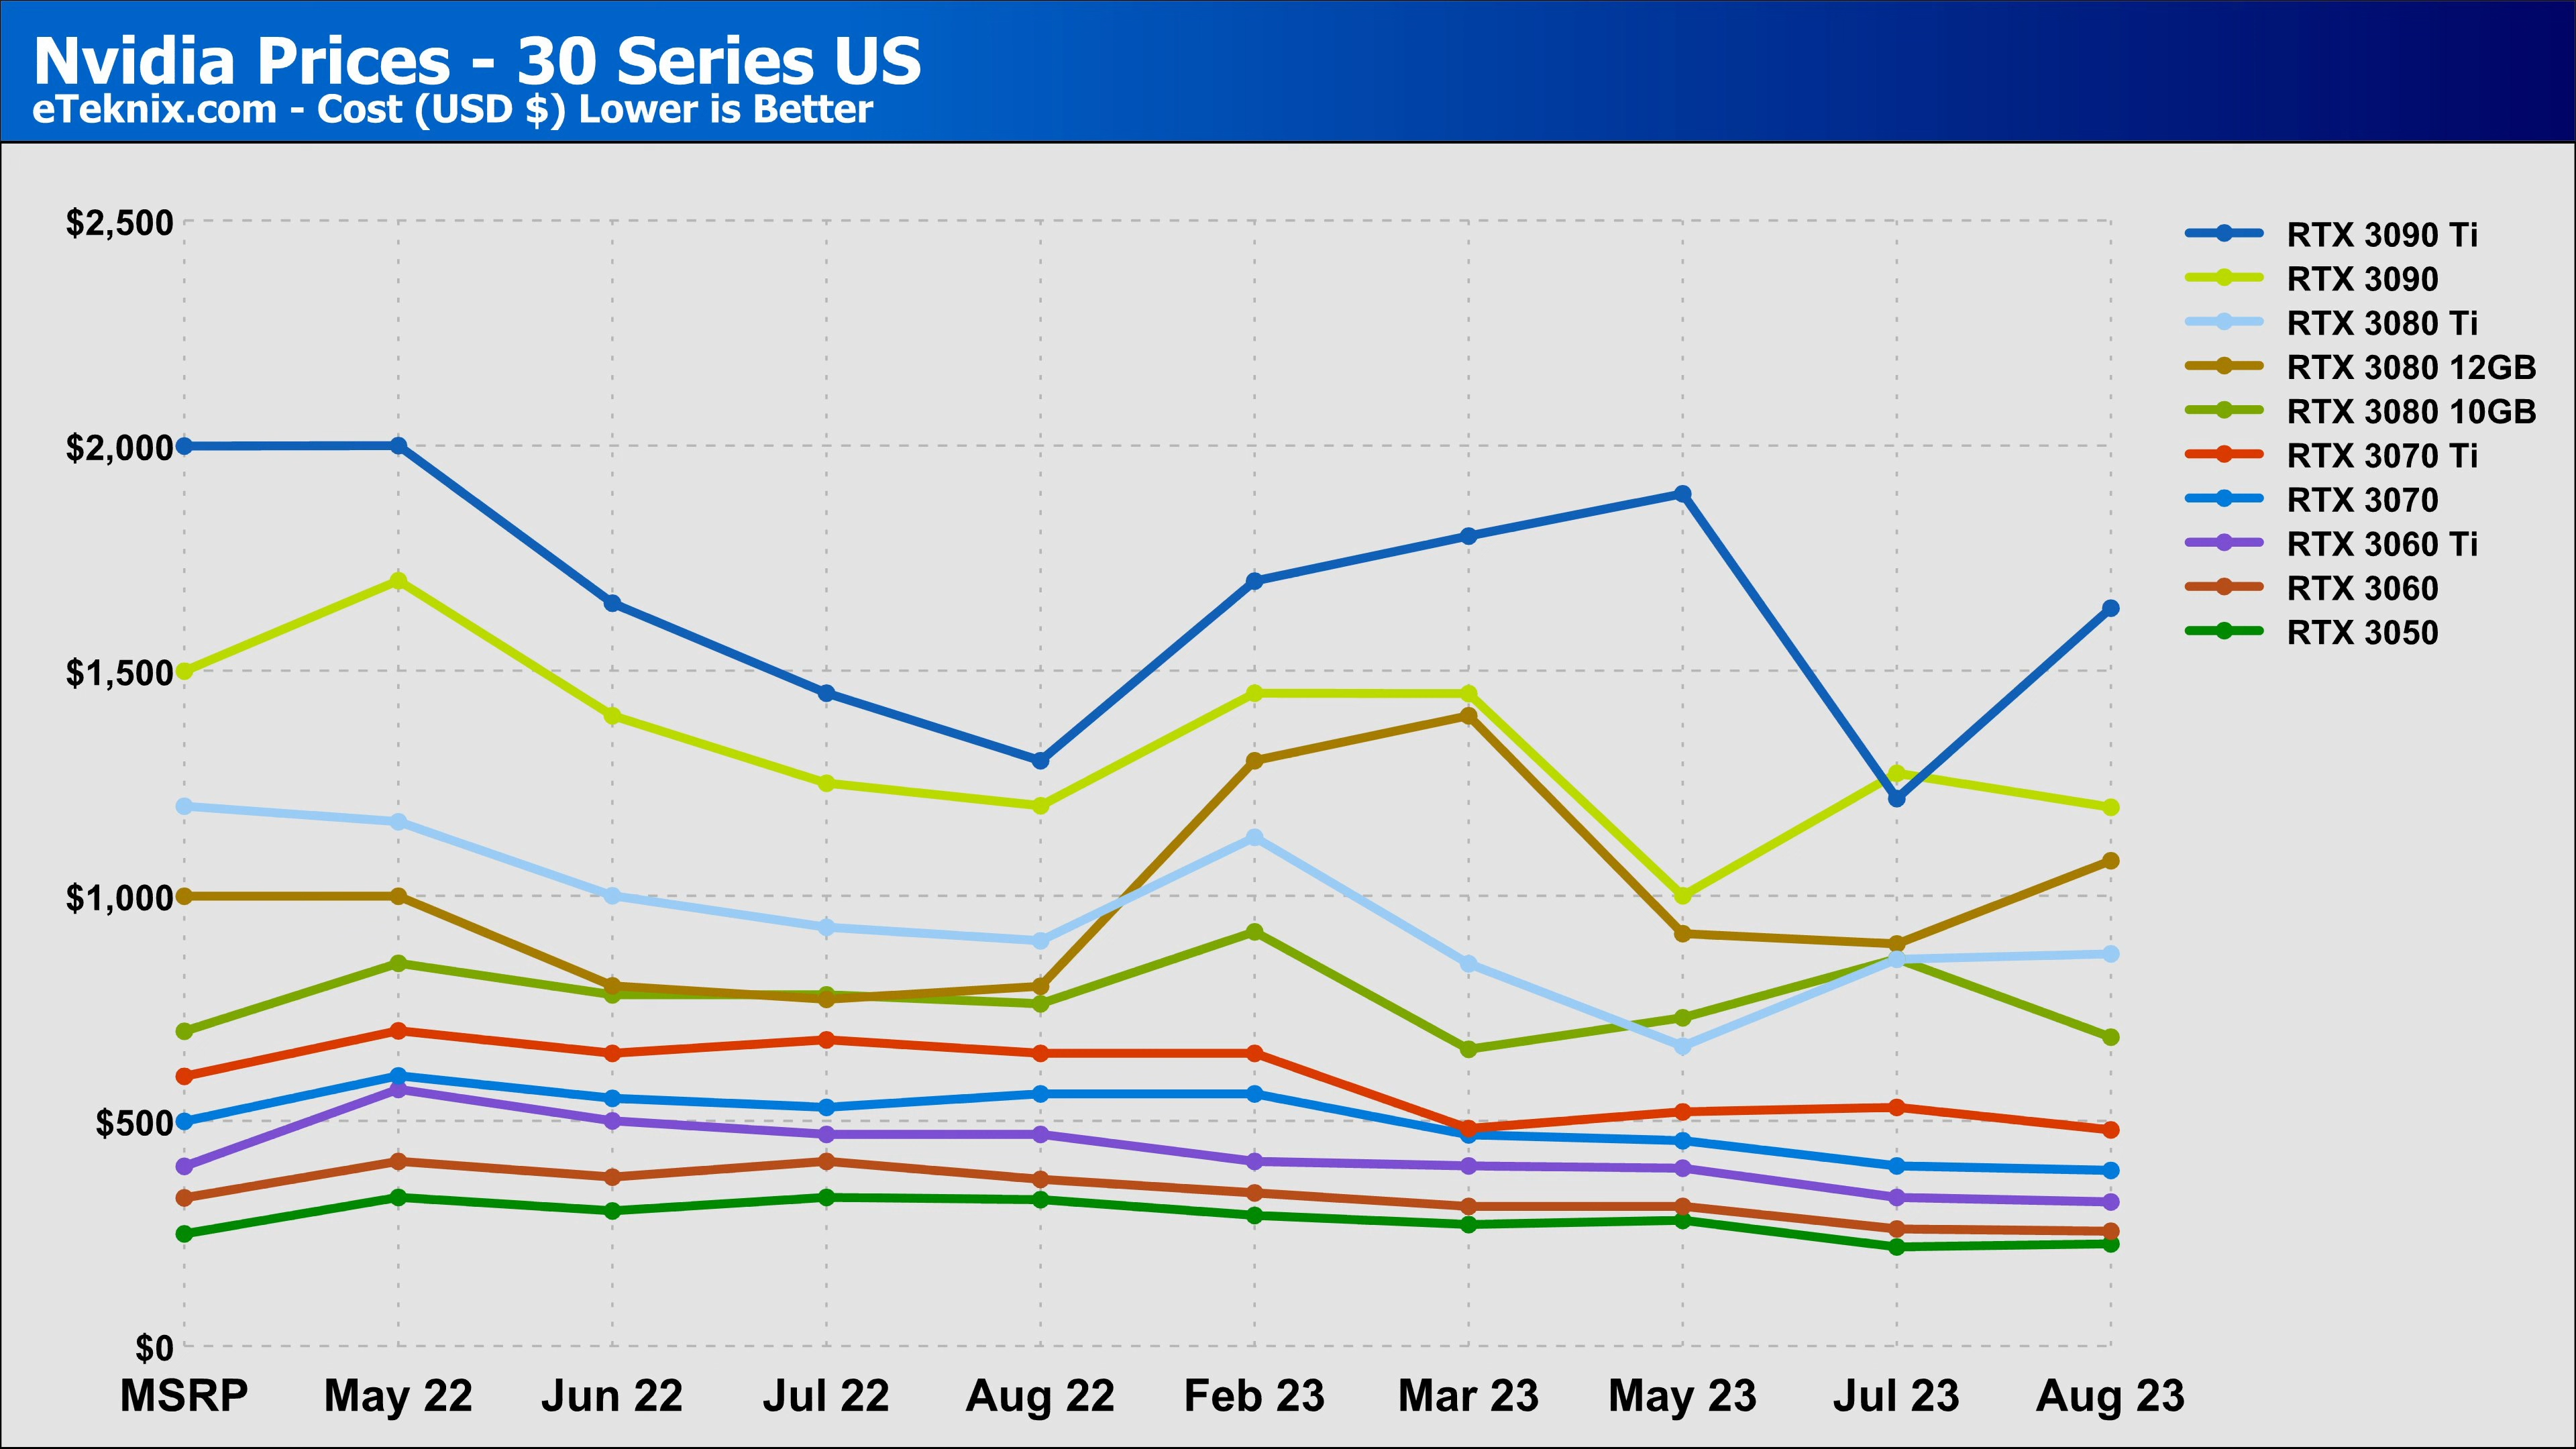 Nvidia Prices - 30 Series US
eTeknix.com - Cost (USD $) Lower is Better
$2,500
$2,000
$1,500
$1,000
$500
$0
MSRP May 22 Jun 22 Jul 22 Aug 22 Feb 23 Mar 23 May 23 Jul 23 Aug 23
RTX 3090 Ti
RTX 3090
RTX 3080 Ti
RTX 3080 12GB
RTX 3080 10GB
RTX 3070 Ti
RTX 3070
RTX 3060 Ti
RTX 3060
RTX 3050